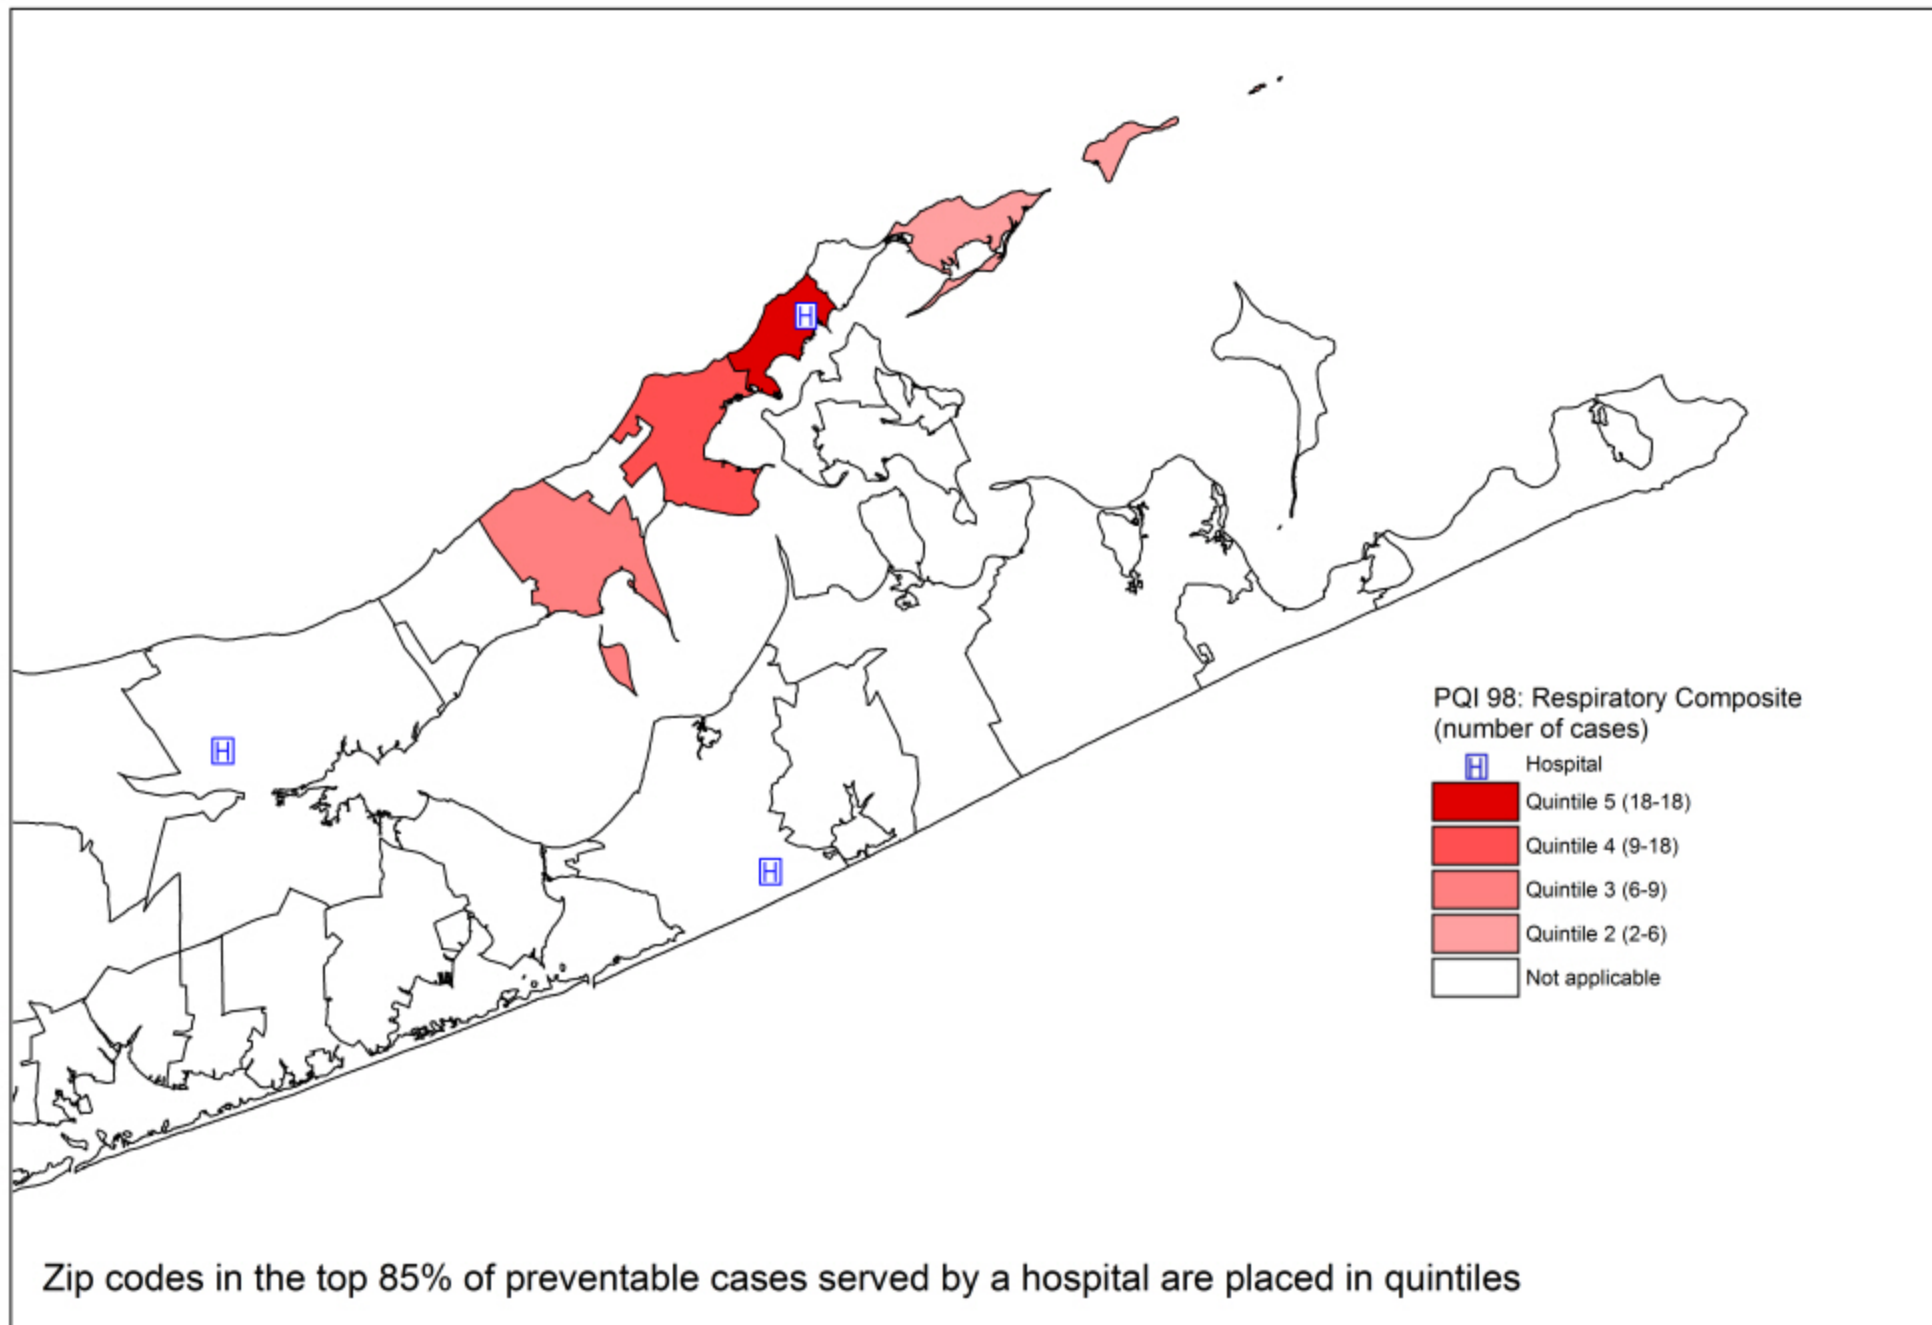 H
H
H
PQI 98: Respiratory Composite
(number of cases)
H Hospital
Quintile 5 (18-18)
Quintile 4 (9-18)
Quintile 3 (6-9)
Quintile 2 (2-6)
Not applicable
Zip codes in the top 85% of preventable cases served by a hospital are placed in quintiles